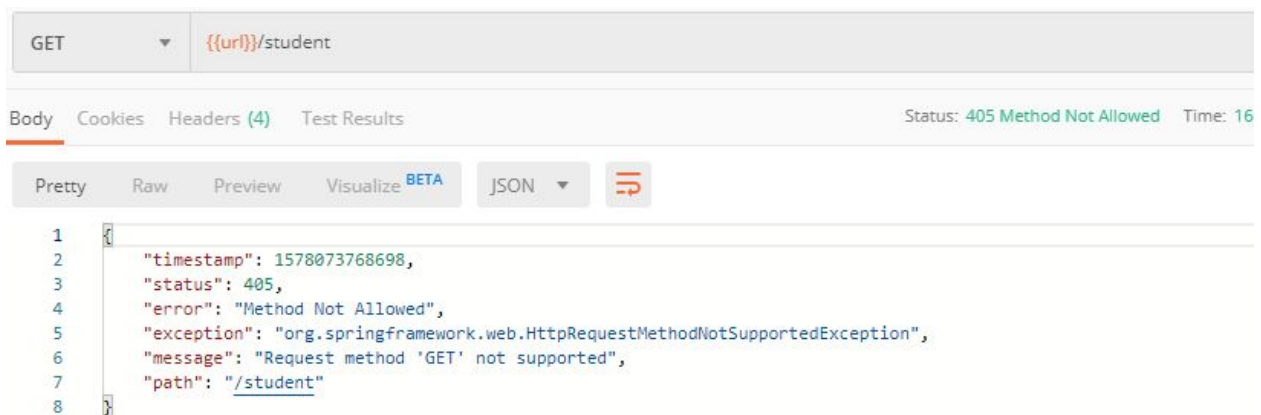 GET {{url}}/student
Body Cookies Headers (4) Test Results Status: 405 Method Not Allowed Time: 16
Pretty Raw Preview Visualize BETA JSON
1 {
2 "timestamp": 1578073768698,
3 "status": 405,
4 "error": "Method Not Allowed",
5 "exception": "org.springframework.web.HttpRequestMethodNotSupportedException",
6 "message": "Request method 'GET' not supported",
7 "path": "/student"
8 }